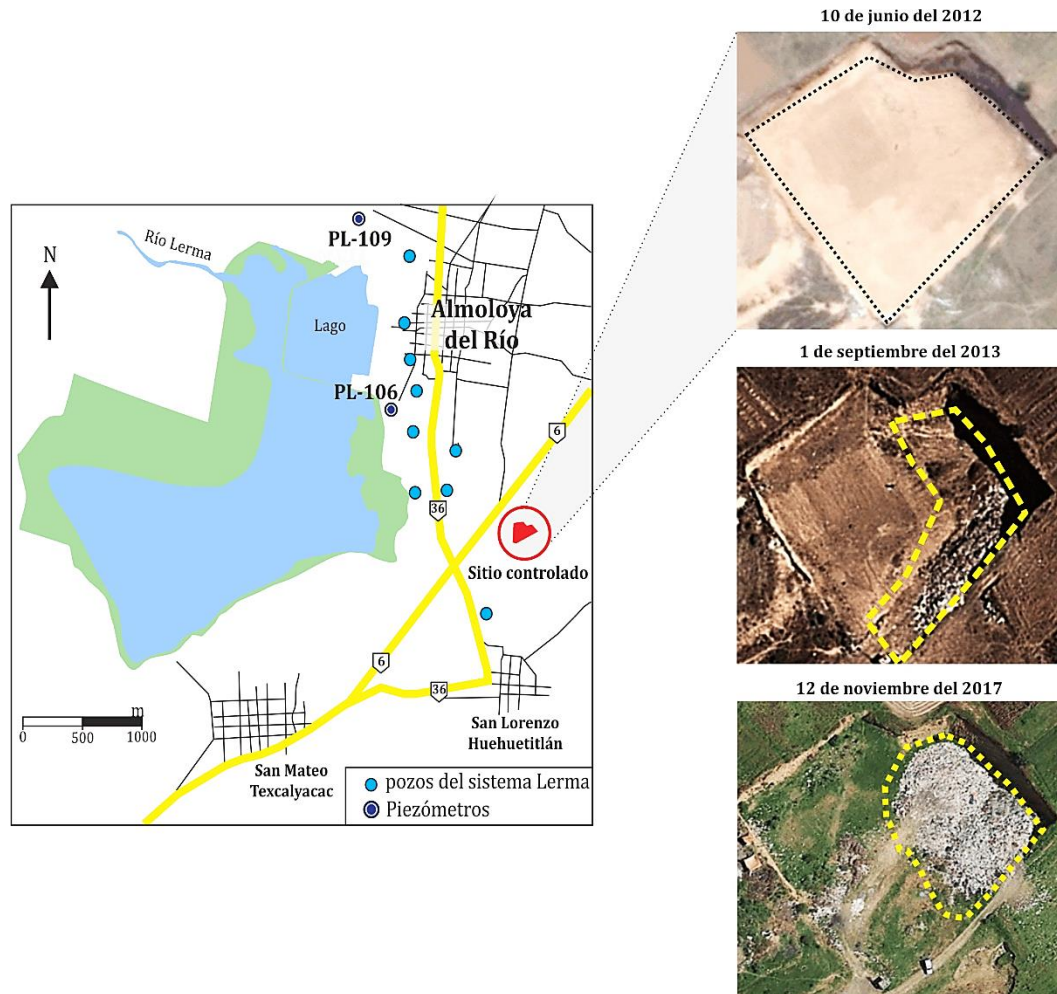 10 de junio del 2012
1 de septiembre del 2013
12 de noviembre del 2017
N
Río Lerma
Lago
PL-109
Almoloya
del Río
PL-106
6
36
Sitio controlado
6
36
San Lorenzo
Huehuetitlán
San Mateo
Texcalyacac
m
0 500 1000
pozos del sistema Lerma
Piezómetros